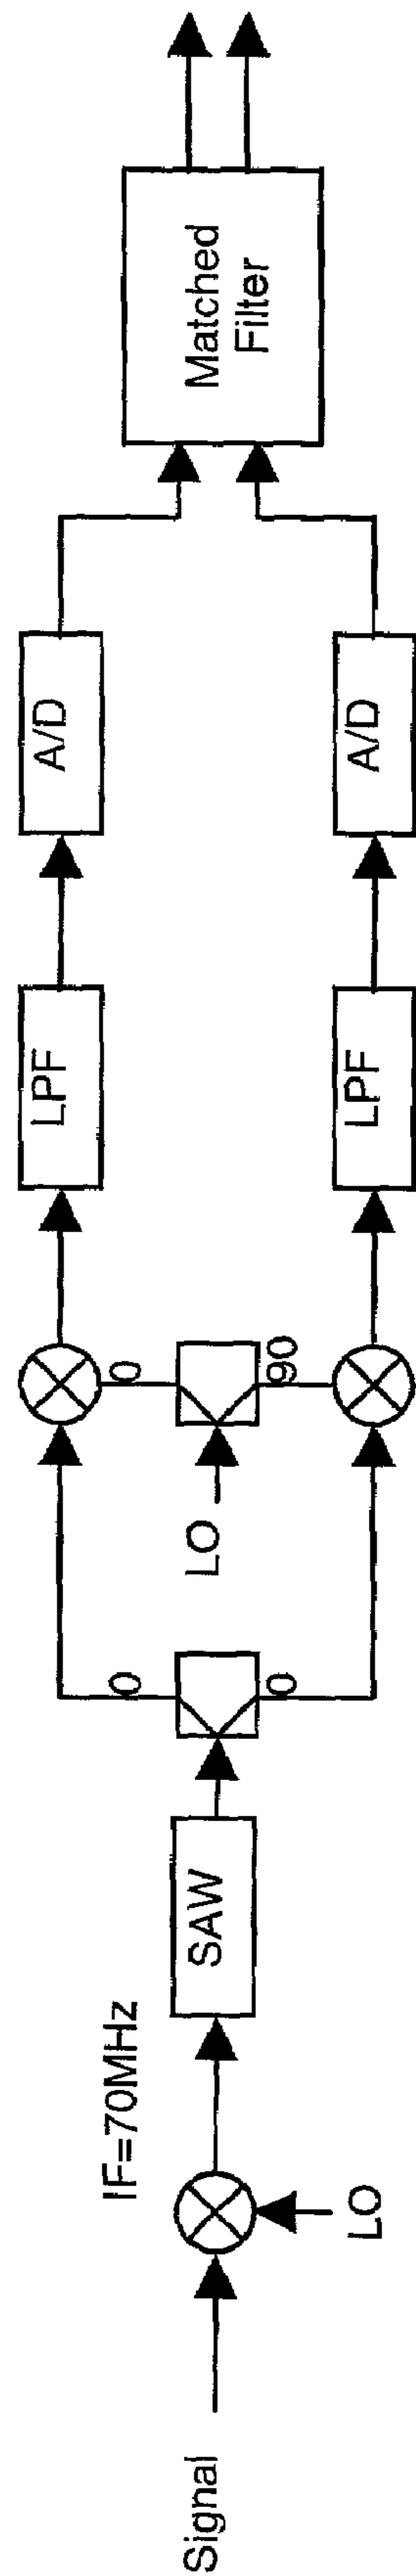 Signal
LO
IF=70MHz
SAW
0
0
LO
0
90
LPF
LPF
A/D
A/D
Matched
Filter